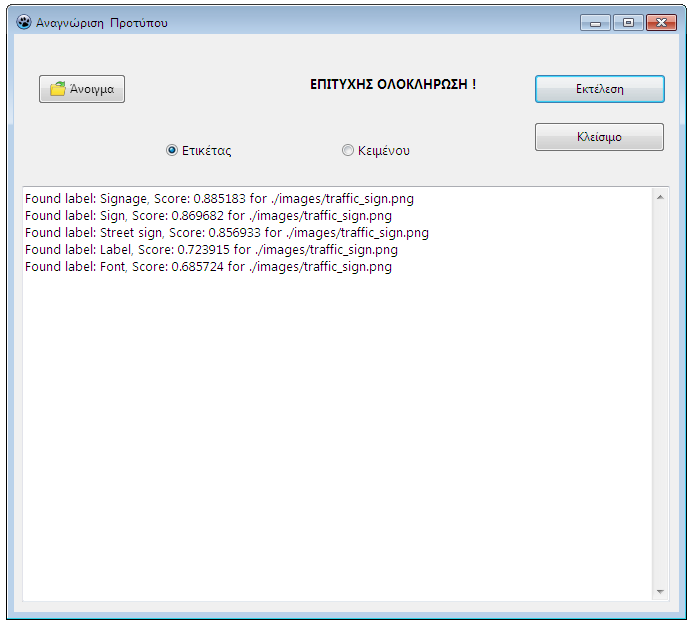 Αναγνώριση Προτύπου
Άνοιγμα
ΕΠΙΤΥΧΗΣ ΟΛΟΚΛΗΡΩΣΗ !
Εκτέλεση
Κλείσιμο
Ετικέτας
Κειμένου
Found label: Signage, Score: 0.885183 for ./images/traffic_sign.png
Found label: Sign, Score: 0.869682 for ./images/traffic_sign.png
Found label: Street sign, Score: 0.856933 for ./images/traffic_sign.png
Found label: Label, Score: 0.723915 for ./images/traffic_sign.png
Found label: Font, Score: 0.685724 for ./images/traffic_sign.png